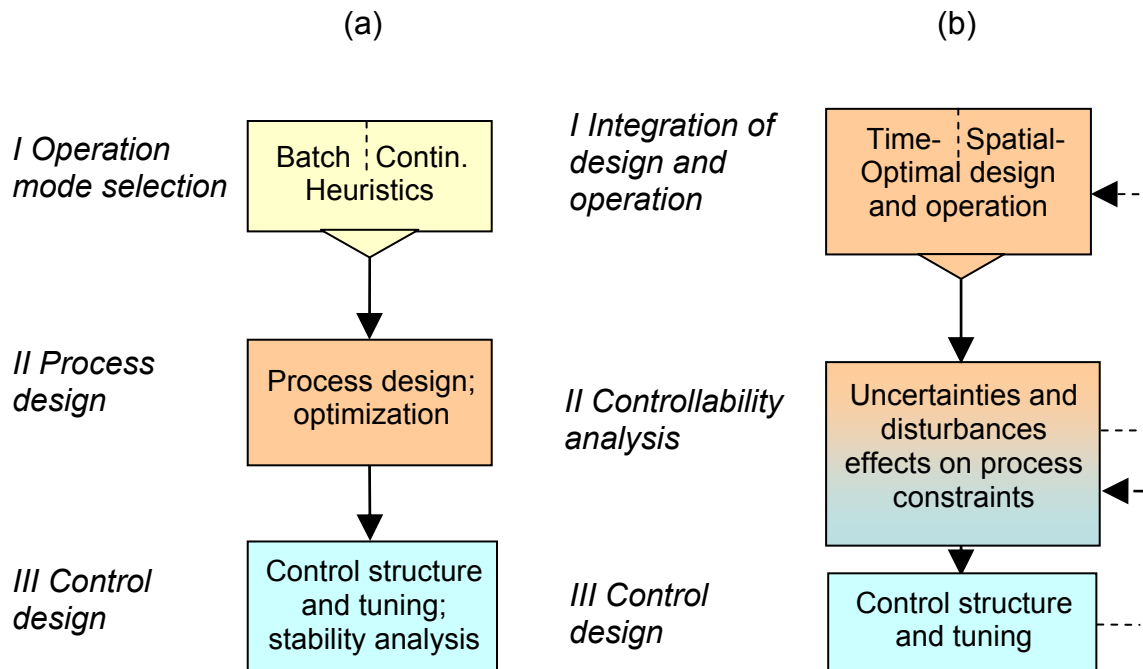 (a)
I Operation
mode selection
Batch Contin.
Heuristics
II Process
design
Process design;
optimization
III Control
design
Control structure
and tuning;
stability analysis
(b)
I Integration of
design and
operation
Time- Spatial-
Optimal design
and operation
II Controllability
analysis
Uncertainties and
disturbances
effects on process
constraints
III Control
design
Control structure
and tuning